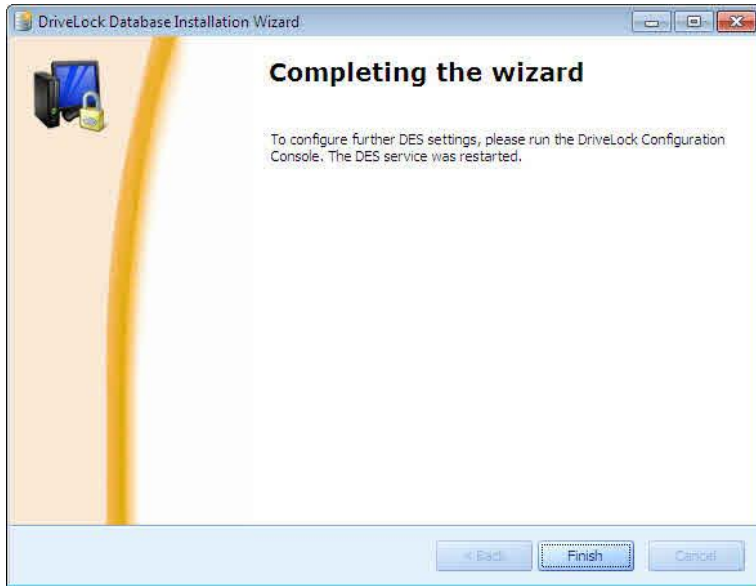 DriveLock Database Installation Wizard
Completing the wizard
To configure further DES settings, please run the DriveLock Configuration
Console. The DES service was restarted.
< Back
Finish
Cancel